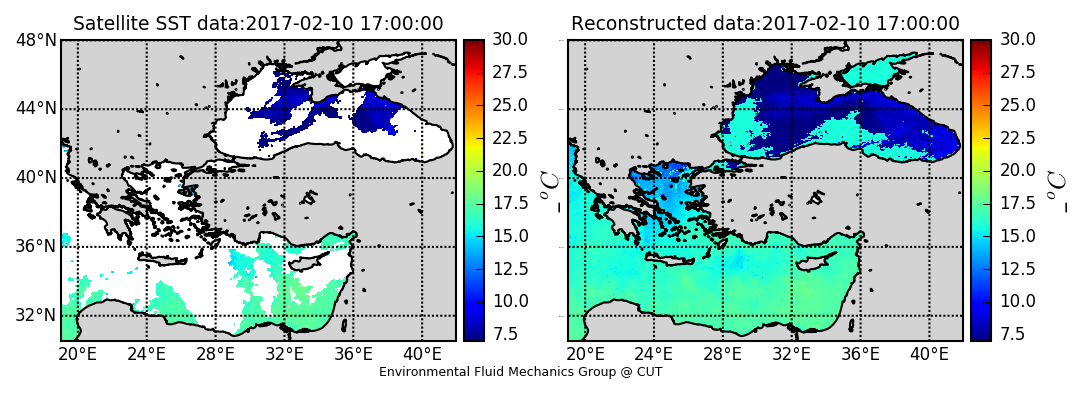 Satellite SST data:2017-02-10 17:00:00
Reconstructed data:2017-02-10 17:00:00
48°N
44°N
40°N
36°N
32°N
20°E 24°E 28°E 32°E 36°E 40°E
30.0
27.5
25.0
22.5
20.0
17.5
15.0
12.5
10.0
7.5
_°C
20°E 24°E 28°E 32°E 36°E 40°E
30.0
27.5
25.0
22.5
20.0
17.5
15.0
12.5
10.0
7.5
_°C
Environmental Fluid Mechanics Group @ CUT